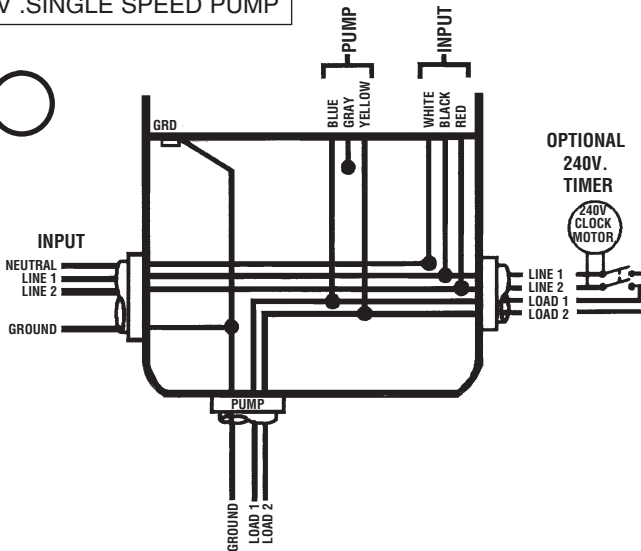 V .SINGLE SPEED PUMP
PUMP
INPUT
BLUE
GRAY
YELLOW
WHITE
BLACK
RED
GRD
OPTIONAL
240V.
TIMER
240V
CLOCK
MOTOR
INPUT
NEUTRAL
LINE 1
LINE 2
GROUND
LINE 1
LINE 2
LOAD 1
LOAD 2
PUMP
GROUND
LOAD 1
LOAD 2